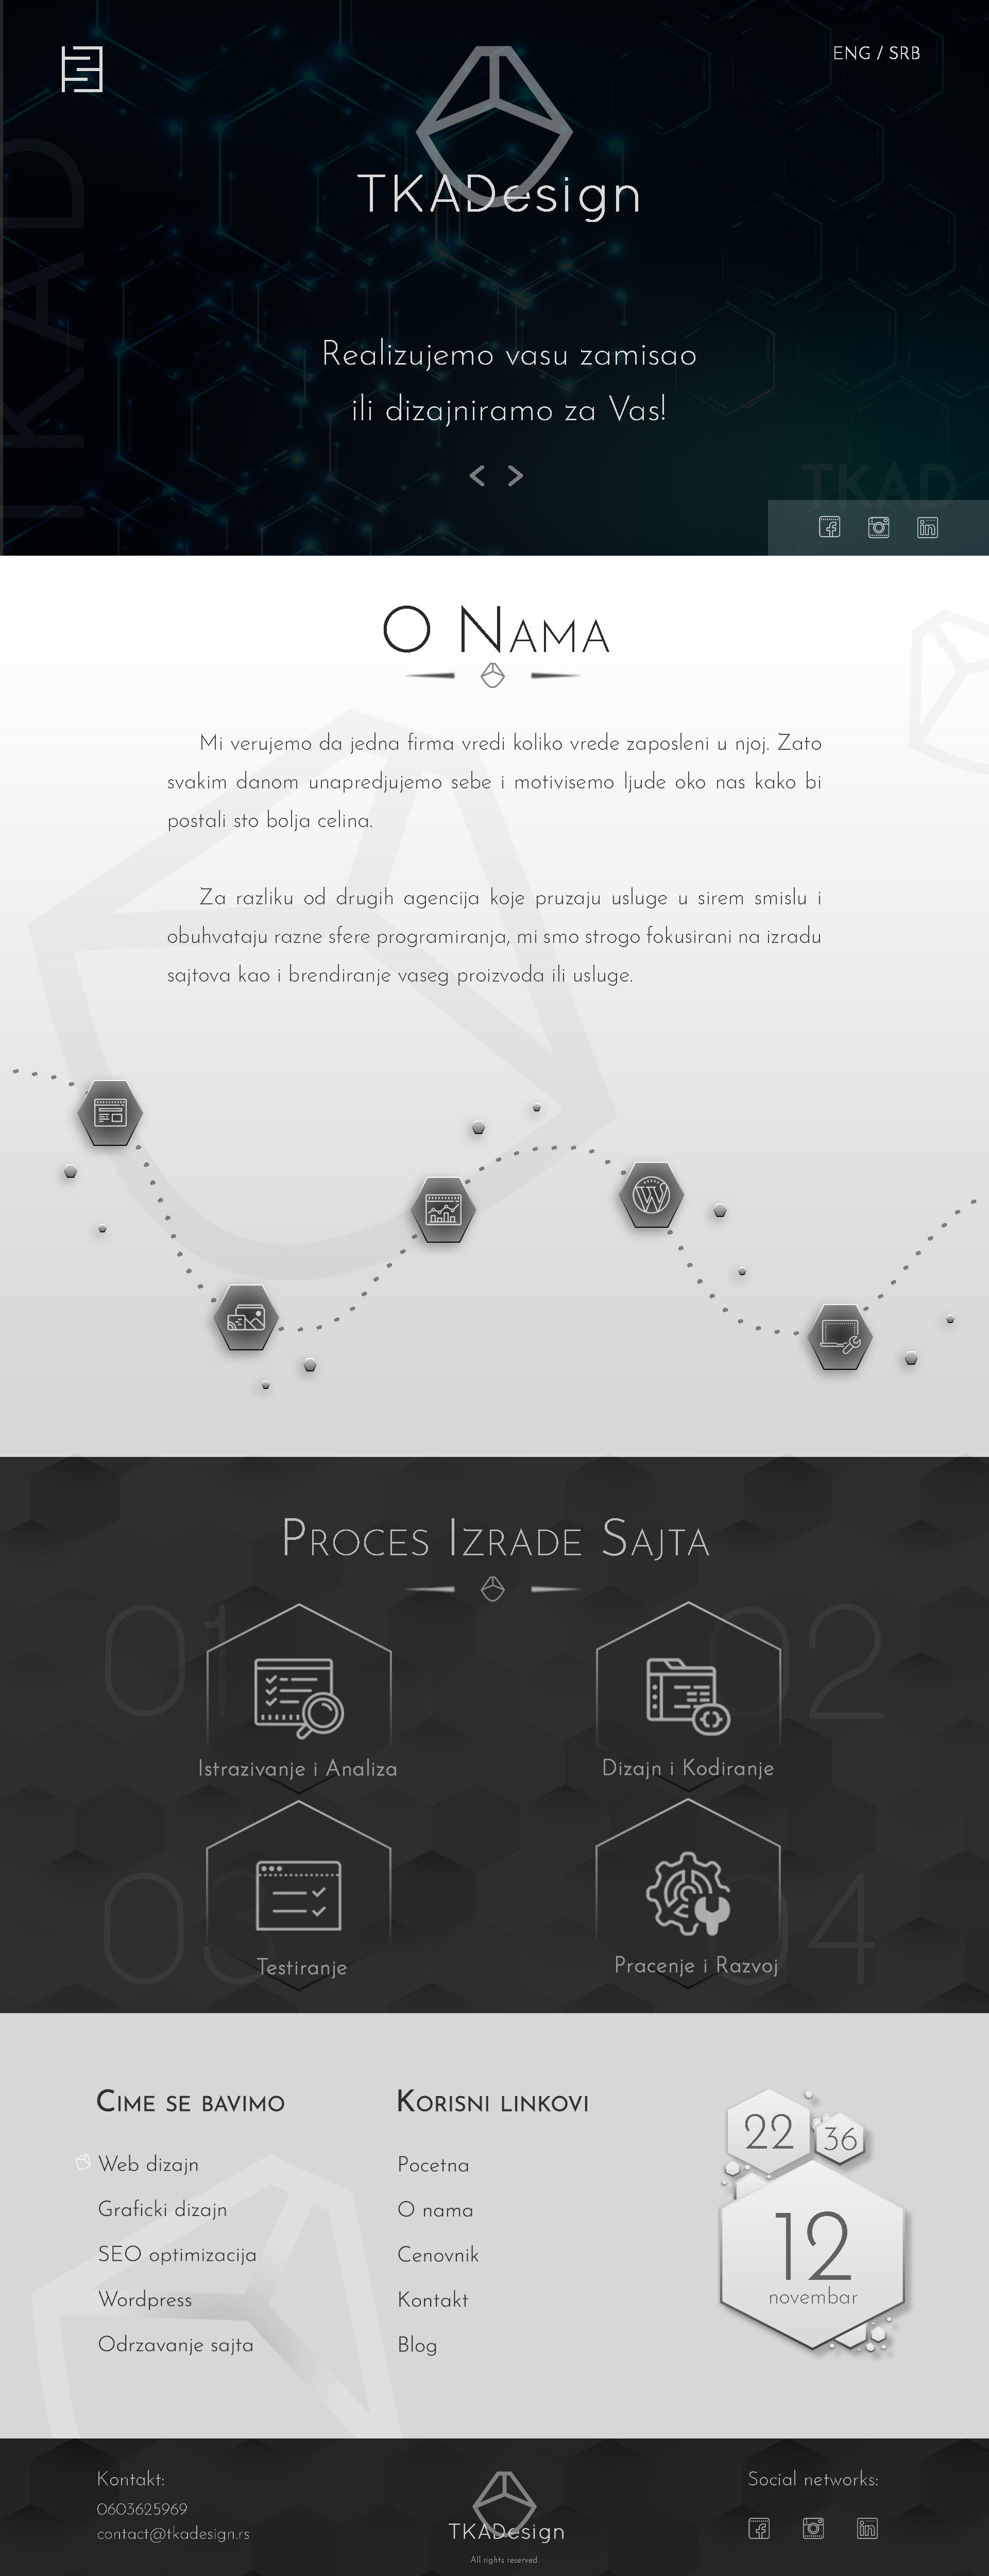 ENG / SRB
TKAD
TKADesign
Realizujemo vasu zamisao
ili dizajniramo za Vas!
< >
TKAD
O Nama
Mi verujemo da jedna firma vredi koliko vrede zaposleni u njoj. Zato
svakim danom unapredjujemo sebe i motivisemo ljude oko nas kako bi
postali sto bolja celina.
Za razliku od drugih agencija koje pruzaju usluge u sirem smislu i
obuhvataju razne sfere programiranja, mi smo strogo fokusirani na izradu
sajtova kao i brendiranje vaseg proizvoda ili usluge.
Proces Izrade Sajta
01
Istrazivanje i Analiza
02
Dizajn i Kodiranje
03
Testiranje
04
Pracenje i Razvoj
Cime se bavimo
Web dizajn
Graficki dizajn
SEO optimizacija
Wordpress
Odrzavanje sajta
Korisni linkovi
Pocetna
O nama
Cenovnik
Kontakt
Blog
22
36
12
novembar
Kontakt:
0603625969
contact@tkadesign.rs
TKADesign
All rights reserved.
Social networks: